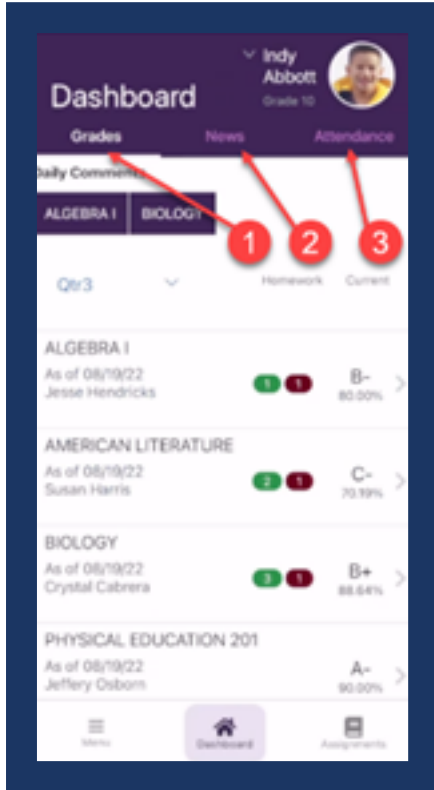 Indy
Abbott
Dashboard
Grade 10
Grades News Attendance
Daily Comments
ALGEBRA I BIOLOGY
1 2 3
Qtr3 Homework Current
ALGEBRA I
As of 08/19/22
Jesse Hendricks
1 1 B-
80.00%
AMERICAN LITERATURE
As of 08/19/22
Susan Harris
2 1 C-
70.19%
BIOLOGY
As of 08/19/22
Crystal Cabrera
3 1 B+
88.64%
PHYSICAL EDUCATION 201
As of 08/19/22
Jeffery Osborn
A-
90.00%
Menu Dashboard Assignments